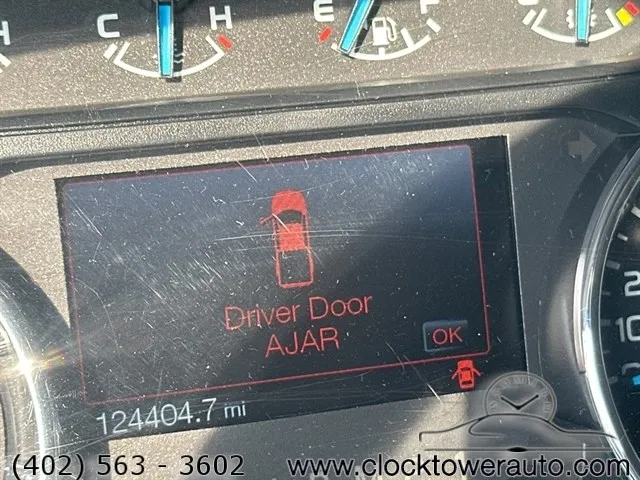 H C H E F
Driver Door
AJAR
OK
124404.7 mi
(402) 563 - 3602 www.clocktowerauto.com